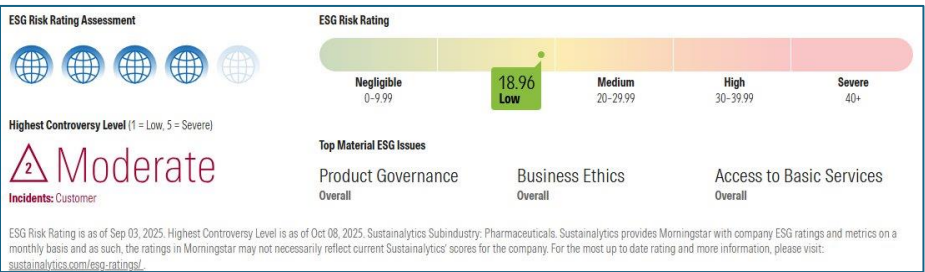 ESG Risk Rating Assessment
ESG Risk Rating
Negligible
0-9.99
18.96
Low
Medium
20-29.99
High
30-39.99
Severe
40+
Highest Controversy Level (1 = Low, 5 = Severe)
2 Moderate
Incidents: Customer
Top Material ESG Issues
Product Governance
Overall
Business Ethics
Overall
Access to Basic Services
Overall
ESG Risk Rating is as of Sep 03, 2025. Highest Controversy Level is as of Oct 08, 2025. Sustainalytics Subindustry: Pharmaceuticals. Sustainalytics provides Morningstar with company ESG ratings and metrics on a
monthly basis and as such, the ratings in Morningstar may not necessarily reflect current Sustainalytics' scores for the company. For the most up to date rating and more information, please visit:
sustainalytics.com/esg-ratings/.